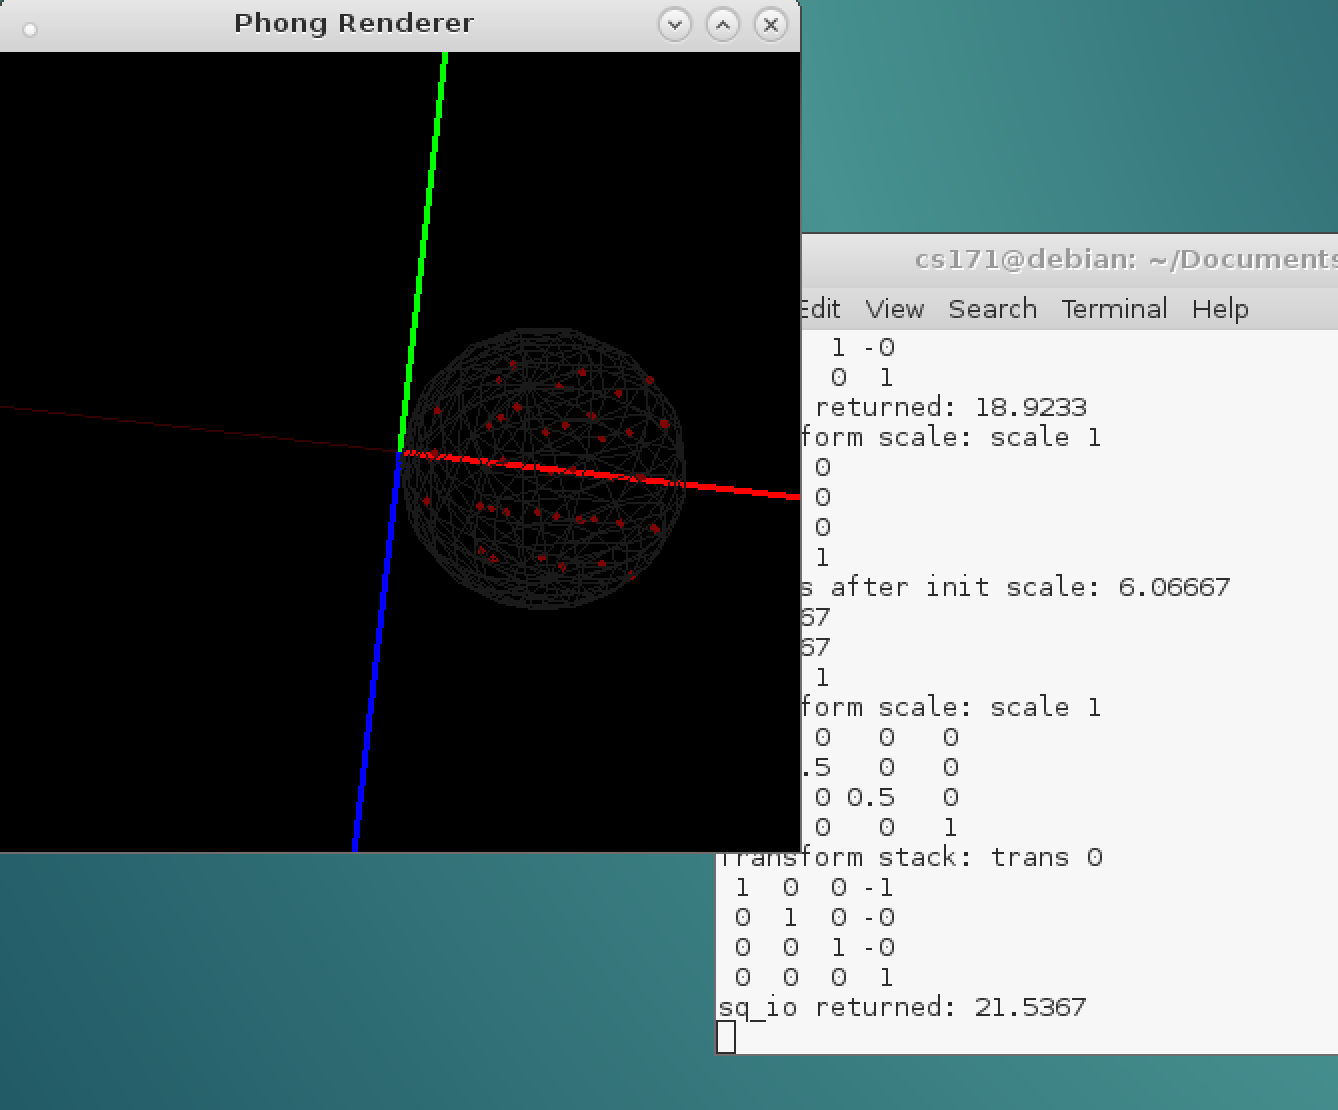 Phong Renderer
cs171@debian: ~/Documents
Edit View Search Terminal Help
1 -0
0 1
returned: 18.9233
form scale: scale 1
0
0
0
1
s after init scale: 6.06667
67
67
1
form scale: scale 1
0 0 0
.5 0 0
0 0.5 0
0 0 1
Transform stack: trans 0
1 0 0 -1
0 1 0 -0
0 0 1 -0
0 0 0 1
sq_io returned: 21.5367